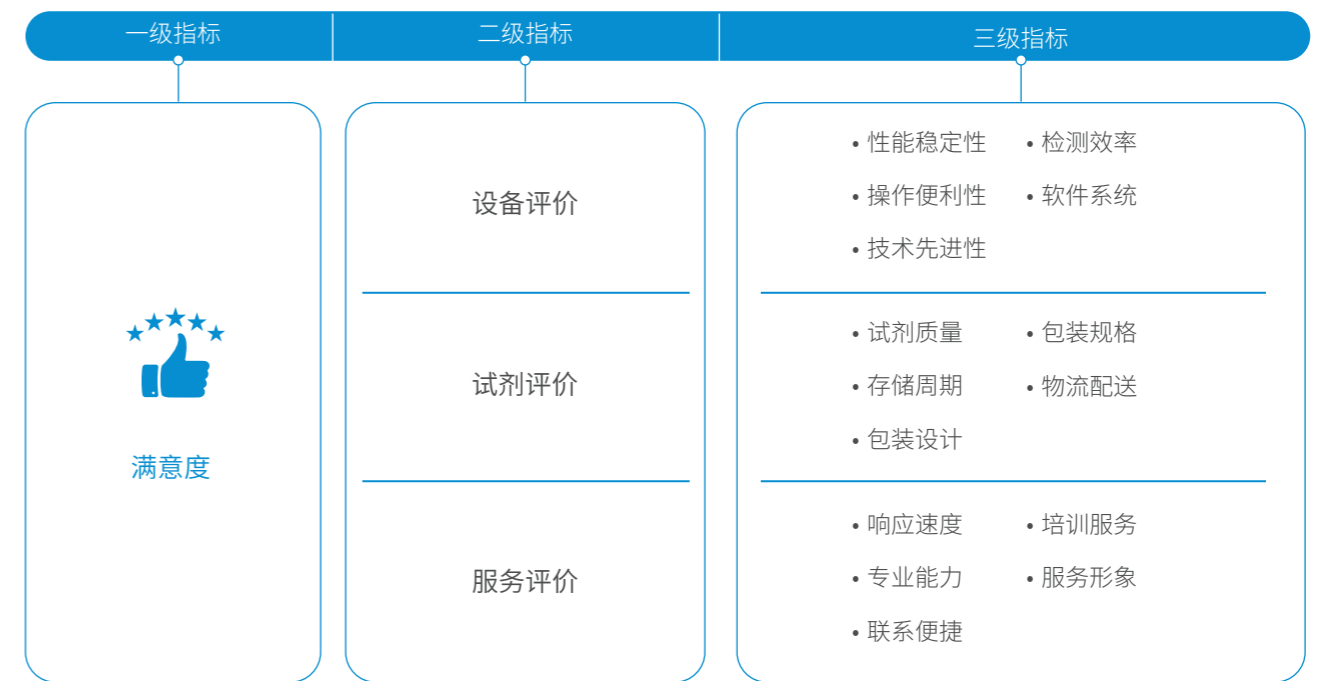 一级指标
二级指标
三级指标
满意度
设备评价
• 性能稳定性 • 检测效率
• 操作便利性 • 软件系统
• 技术先进性
试剂评价
• 试剂质量 • 包装规格
• 存储周期 • 物流配送
• 包装设计
服务评价
• 响应速度 • 培训服务
• 专业能力 • 服务形象
• 联系便捷